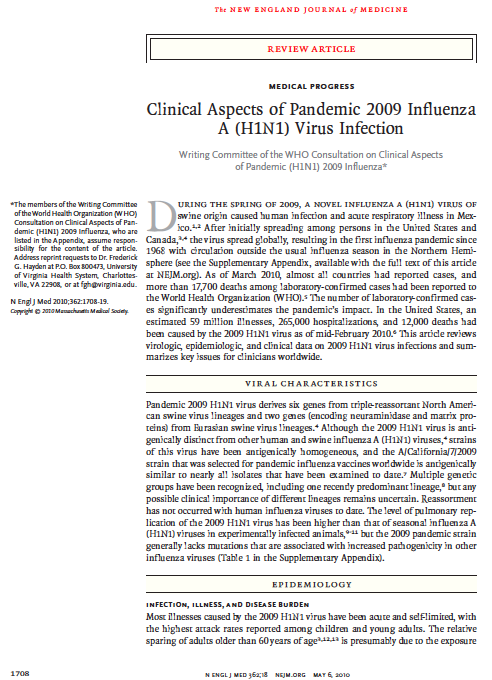 The NEW ENGLAND JOURNAL of MEDICINE
REVIEW ARTICLE
MEDICAL PROGRESS
Clinical Aspects of Pandemic 2009 Influenza
A (H1N1) Virus Infection
Writing Committee of the WHO Consultation on Clinical Aspects
of Pandemic (H1N1) 2009 Influenza*
*The members of the Writing Committee
of the World Health Organization (WHO)
Consultation on Clinical Aspects of Pan-
demic (H1N1) 2009 Influenza, who are
listed in the Appendix, assume respon-
sibility for the content of the article.
Address reprint requests to Dr. Frederick
G. Hayden at P.O. Box 800473, University
of Virginia Health System, Charlottes-
ville, VA 22908, or at fgh@virginia.edu.
N Engl J Med 2010;362:1708-19.
Copyright © 2010 Massachusetts Medical Society.
DURING THE SPRING OF 2009, A NOVEL INFLUENZA A (H1N1) VIRUS OF
swine origin caused human infection and acute respiratory illness in Mex-
ico.1,2 After initially spreading among persons in the United States and
Canada,3,4 the virus spread globally, resulting in the first influenza pandemic since
1968 with circulation outside the usual influenza season in the Northern Hemi-
sphere (see the Supplementary Appendix, available with the full text of this article
at NEJM.org). As of March 2010, almost all countries had reported cases, and
more than 17,700 deaths among laboratory-confirmed cases had been reported to
the World Health Organization (WHO).5 The number of laboratory-confirmed cas-
es significantly underestimates the pandemic's impact. In the United States, an
estimated 59 million illnesses, 265,000 hospitalizations, and 12,000 deaths had
been caused by the 2009 H1N1 virus as of mid-February 2010.6 This article reviews
virologic, epidemiologic, and clinical data on 2009 H1N1 virus infections and sum-
marizes key issues for clinicians worldwide.
VIRAL CHARACTERISTICS
Pandemic 2009 H1N1 virus derives six genes from triple-reassortant North Ameri-
can swine virus lineages and two genes (encoding neuraminidase and matrix pro-
teins) from Eurasian swine virus lineages.4 Although the 2009 H1N1 virus is anti-
genically distinct from other human and swine influenza A (H1N1) viruses,4 strains
of this virus have been antigenically homogeneous, and the A/California/7/2009
strain that was selected for pandemic influenza vaccines worldwide is antigenically
similar to nearly all isolates that have been examined to date.7 Multiple genetic
groups have been recognized, including one recently predominant lineage,8 but any
possible clinical importance of different lineages remains uncertain. Reassortment
has not occurred with human influenza viruses to date. The level of pulmonary rep-
lication of the 2009 H1N1 virus has been higher than that of seasonal influenza A
(H1N1) viruses in experimentally infected animals,9-11 but the 2009 pandemic strain
generally lacks mutations that are associated with increased pathogenicity in other
influenza viruses (Table 1 in the Supplementary Appendix).
EPIDEMIOLOGY
INFECTION, ILLNESS, AND DISEASE BURDEN
Most illnesses caused by the 2009 H1N1 virus have been acute and self-limited, with
the highest attack rates reported among children and young adults. The relative
sparing of adults older than 60 years of age3,12,13 is presumably due to the exposure
1708
N ENGL J MED 362;18 NEJM.ORG MAY 6, 2010